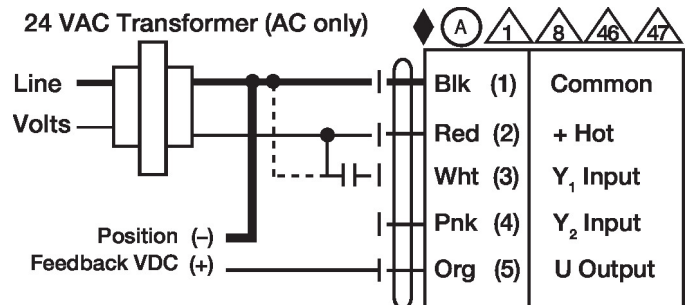 24 VAC Transformer (AC only)
A 1 8 46 47
Line
Volts
Blk (1) Common
Red (2) + Hot
Wht (3) Y1 Input
Pnk (4) Y2 Input
Org (5) U Output
Position (–)
Feedback VDC (+)